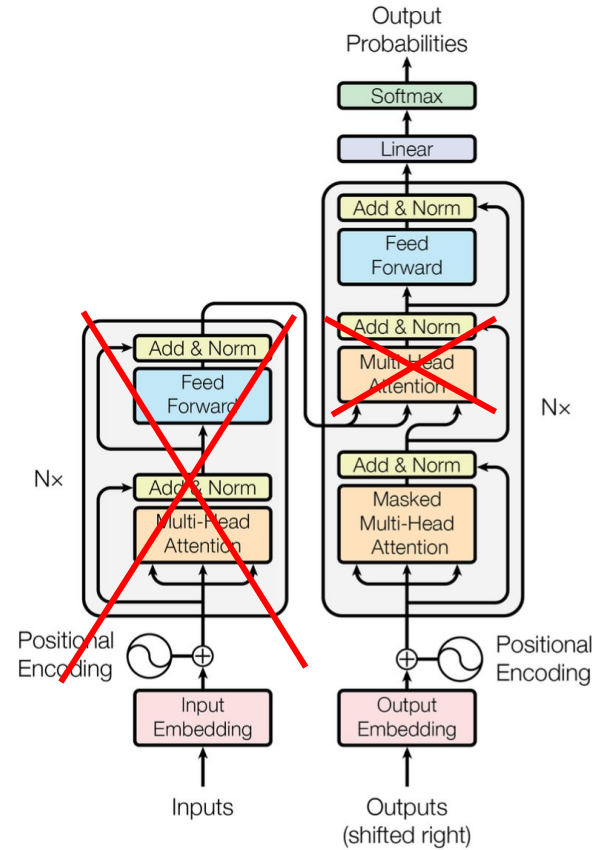 Output
Probabilities
Softmax
Linear
Add & Norm
Feed
Forward
Add & Norm
Multi-Head
Attention
Add & Norm
Masked
Multi-Head
Attention
N×
Positional
Encoding
Output
Embedding
Outputs
(shifted right)
Add & Norm
Feed
Forward
Add & Norm
Multi-Head
Attention
N×
Positional
Encoding
Input
Embedding
Inputs